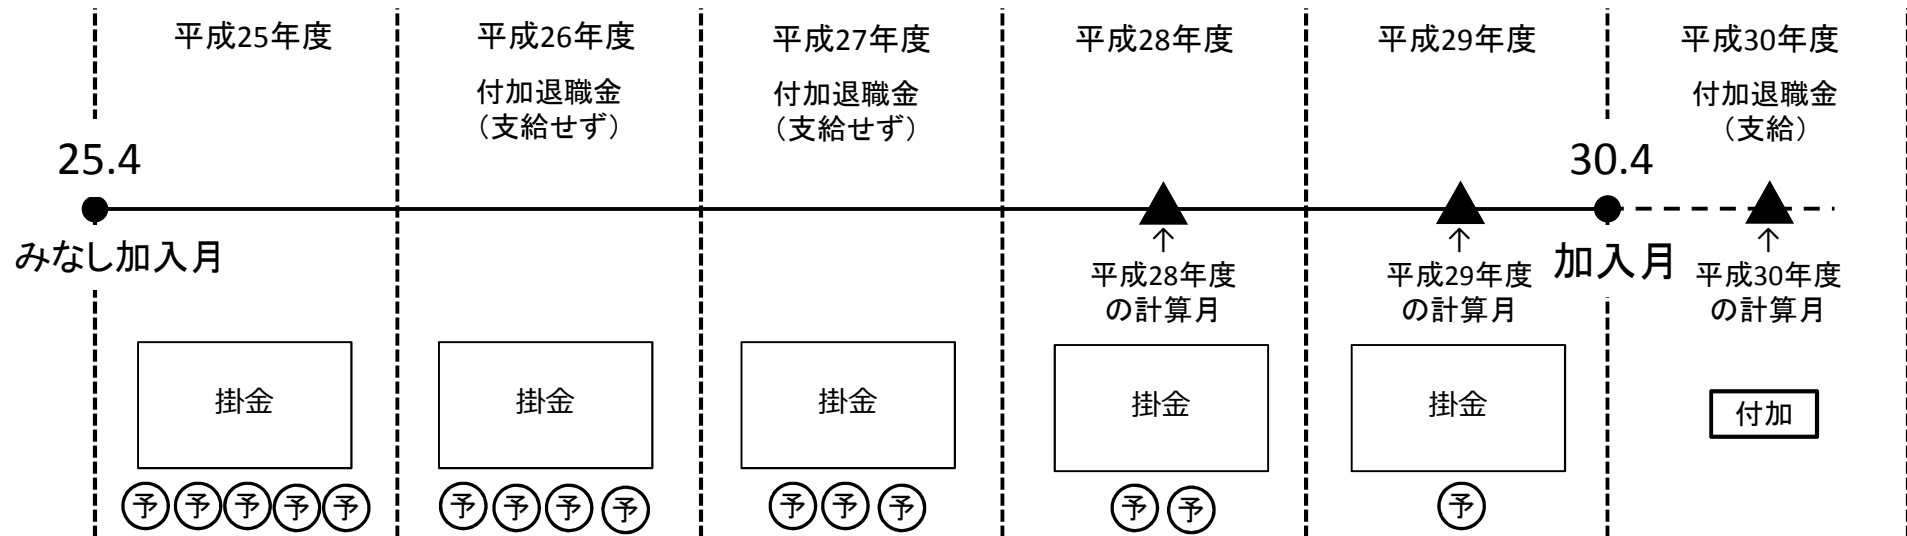 平成25年度
平成26年度
平成27年度
平成28年度
平成29年度
平成30年度
付加退職金
（支給せず）
付加退職金
（支給せず）
付加退職金
（支給）
25.4
30.4
みなし加入月
↑
平成28年度
の計算月
↑
平成29年度
の計算月
加入月
↑
平成30年度
の計算月
掛金
掛金
掛金
掛金
掛金
付加
予 予 予 予 予
予 予 予 予
予 予 予
予 予
予